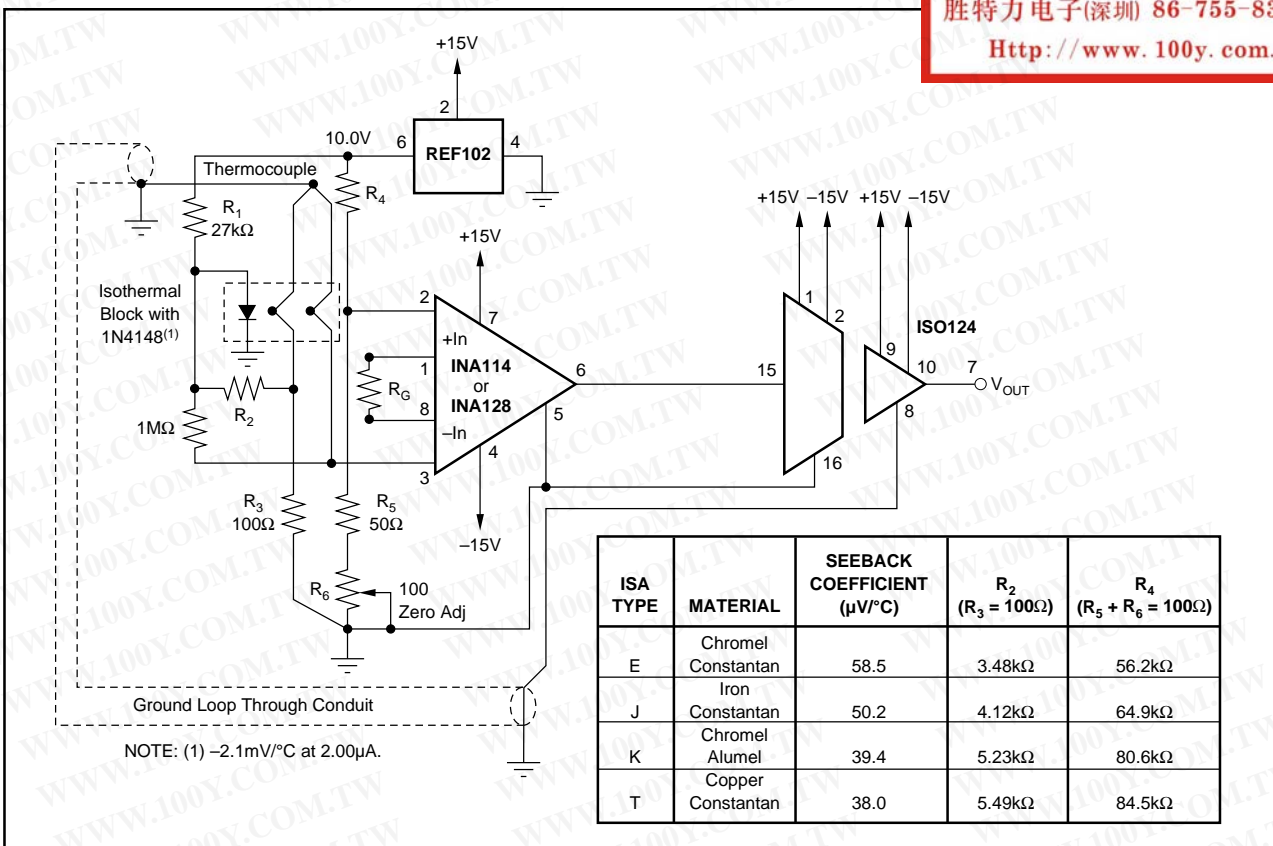 胜特力电子(深圳) 86-755-83
Http://www.100y.com.
+15V
2
10.0V
6
REF102
4
Thermocouple
R4
R1
27kΩ
+15V
+15V –15V +15V –15V
Isothermal
Block with
1N4148(1)
2
7
1
2
ISO124
+In
1
INA114
or
INA128
6
15
9
10
7
VOUT
RG
5
8
8
–In
R2
4
1MΩ
3
16
R3
100Ω
R5
50Ω
–15V
R6
100
Zero Adj
Ground Loop Through Conduit
NOTE: (1) –2.1mV/°C at 2.00µA.
ISA TYPE MATERIAL SEEBACK COEFFICIENT (µV/°C) R2 (R3 = 100Ω) R4 (R5 + R6 = 100Ω)
E Chromel Constantan 58.5 3.48kΩ 56.2kΩ
J Iron Constantan 50.2 4.12kΩ 64.9kΩ
K Chromel Alumel 39.4 5.23kΩ 80.6kΩ
T Copper Constantan 38.0 5.49kΩ 84.5kΩ
WWW.100Y.COM.TW